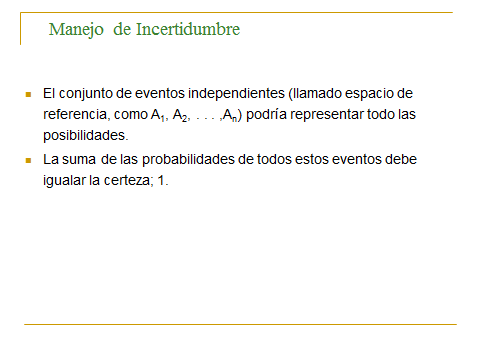 Manejo de Incertidumbre
El conjunto de eventos independientes (llamado espacio de
referencia, como A₁, A₂, . . . ,Aₙ) podría representar todo las
posibilidades.
La suma de las probabilidades de todos estos eventos debe
igualar la certeza; 1.